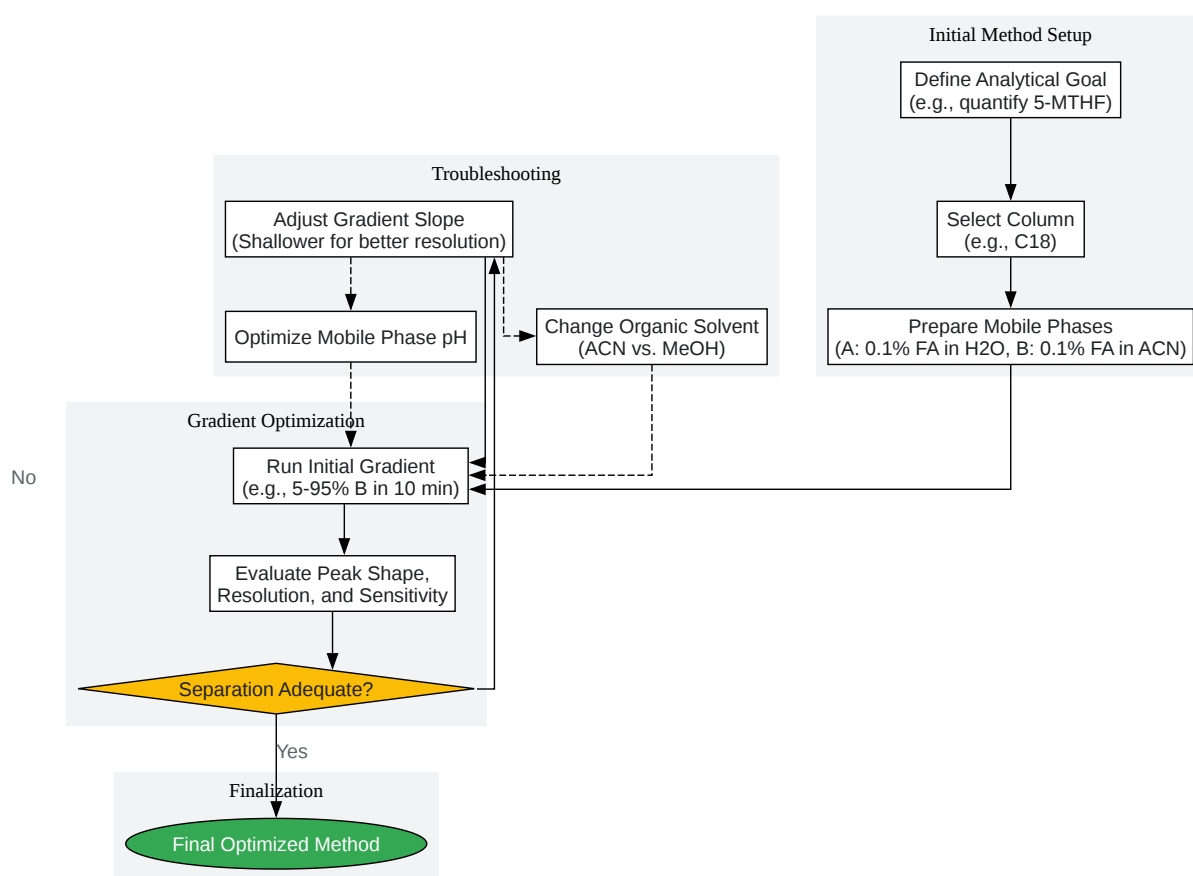 Initial Method Setup
Define Analytical Goal
(e.g., quantify 5-MTHF)
Select Column
(e.g., C18)
Prepare Mobile Phases
(A: 0.1% FA in H2O, B: 0.1% FA in ACN)
Troubleshooting
Adjust Gradient Slope
(Shallower for better resolution)
Optimize Mobile Phase pH
Change Organic Solvent
(ACN vs. MeOH)
Gradient Optimization
Run Initial Gradient
(e.g., 5-95% B in 10 min)
No
Evaluate Peak Shape,
Resolution, and Sensitivity
Separation Adequate?
Yes
Finalization
Final Optimized Method